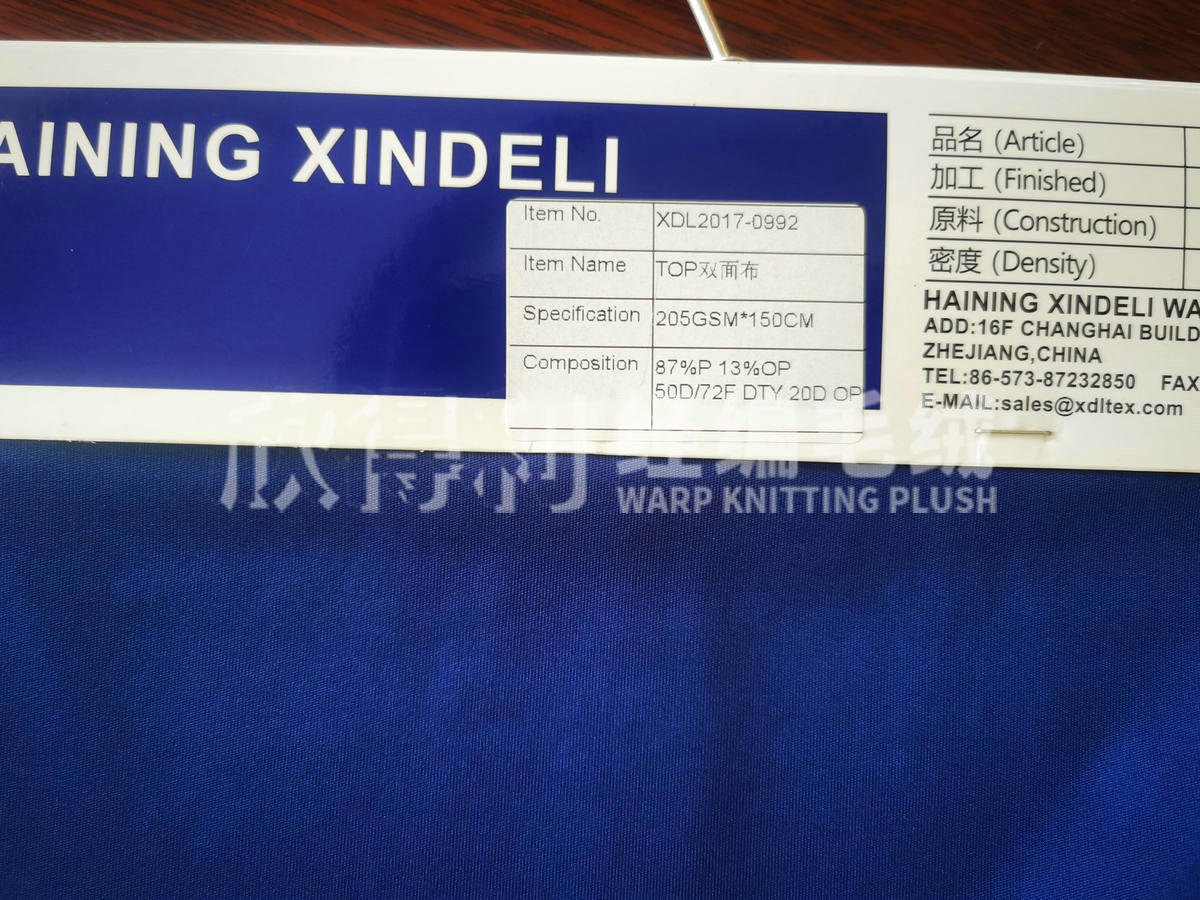 AINING XINDELI
Item No. XDL2017-0992
Item Name TOP双面布
Specification 205GSM*150CM
Composition 87%P 13%OP
50D/72F DTY 20D OP
品名 (Article)
加工 (Finished)
原料 (Construction)
密度 (Density)
HAINING XINDELI WA
ADD:16F CHANGHAI BUILD
ZHEJIANG,CHINA
TEL:86-573-87232850 FAX
E-MAIL:sales@xdltex.com
欣得利 经编毛绒
WARP KNITTING PLUSH